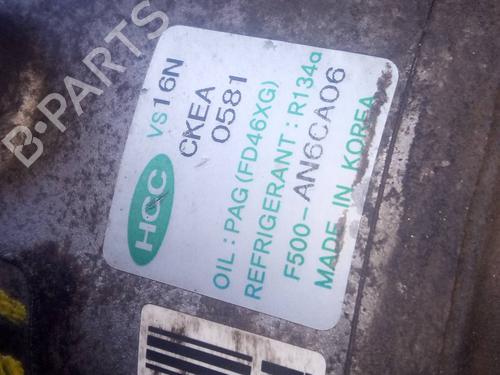 B-PARTS
HCC
VS16N
CKEA
0581
OIL : PAG (FD46XG)
REFRIGERANT : R134a
F500-AN6CA06
MADE IN KOREA